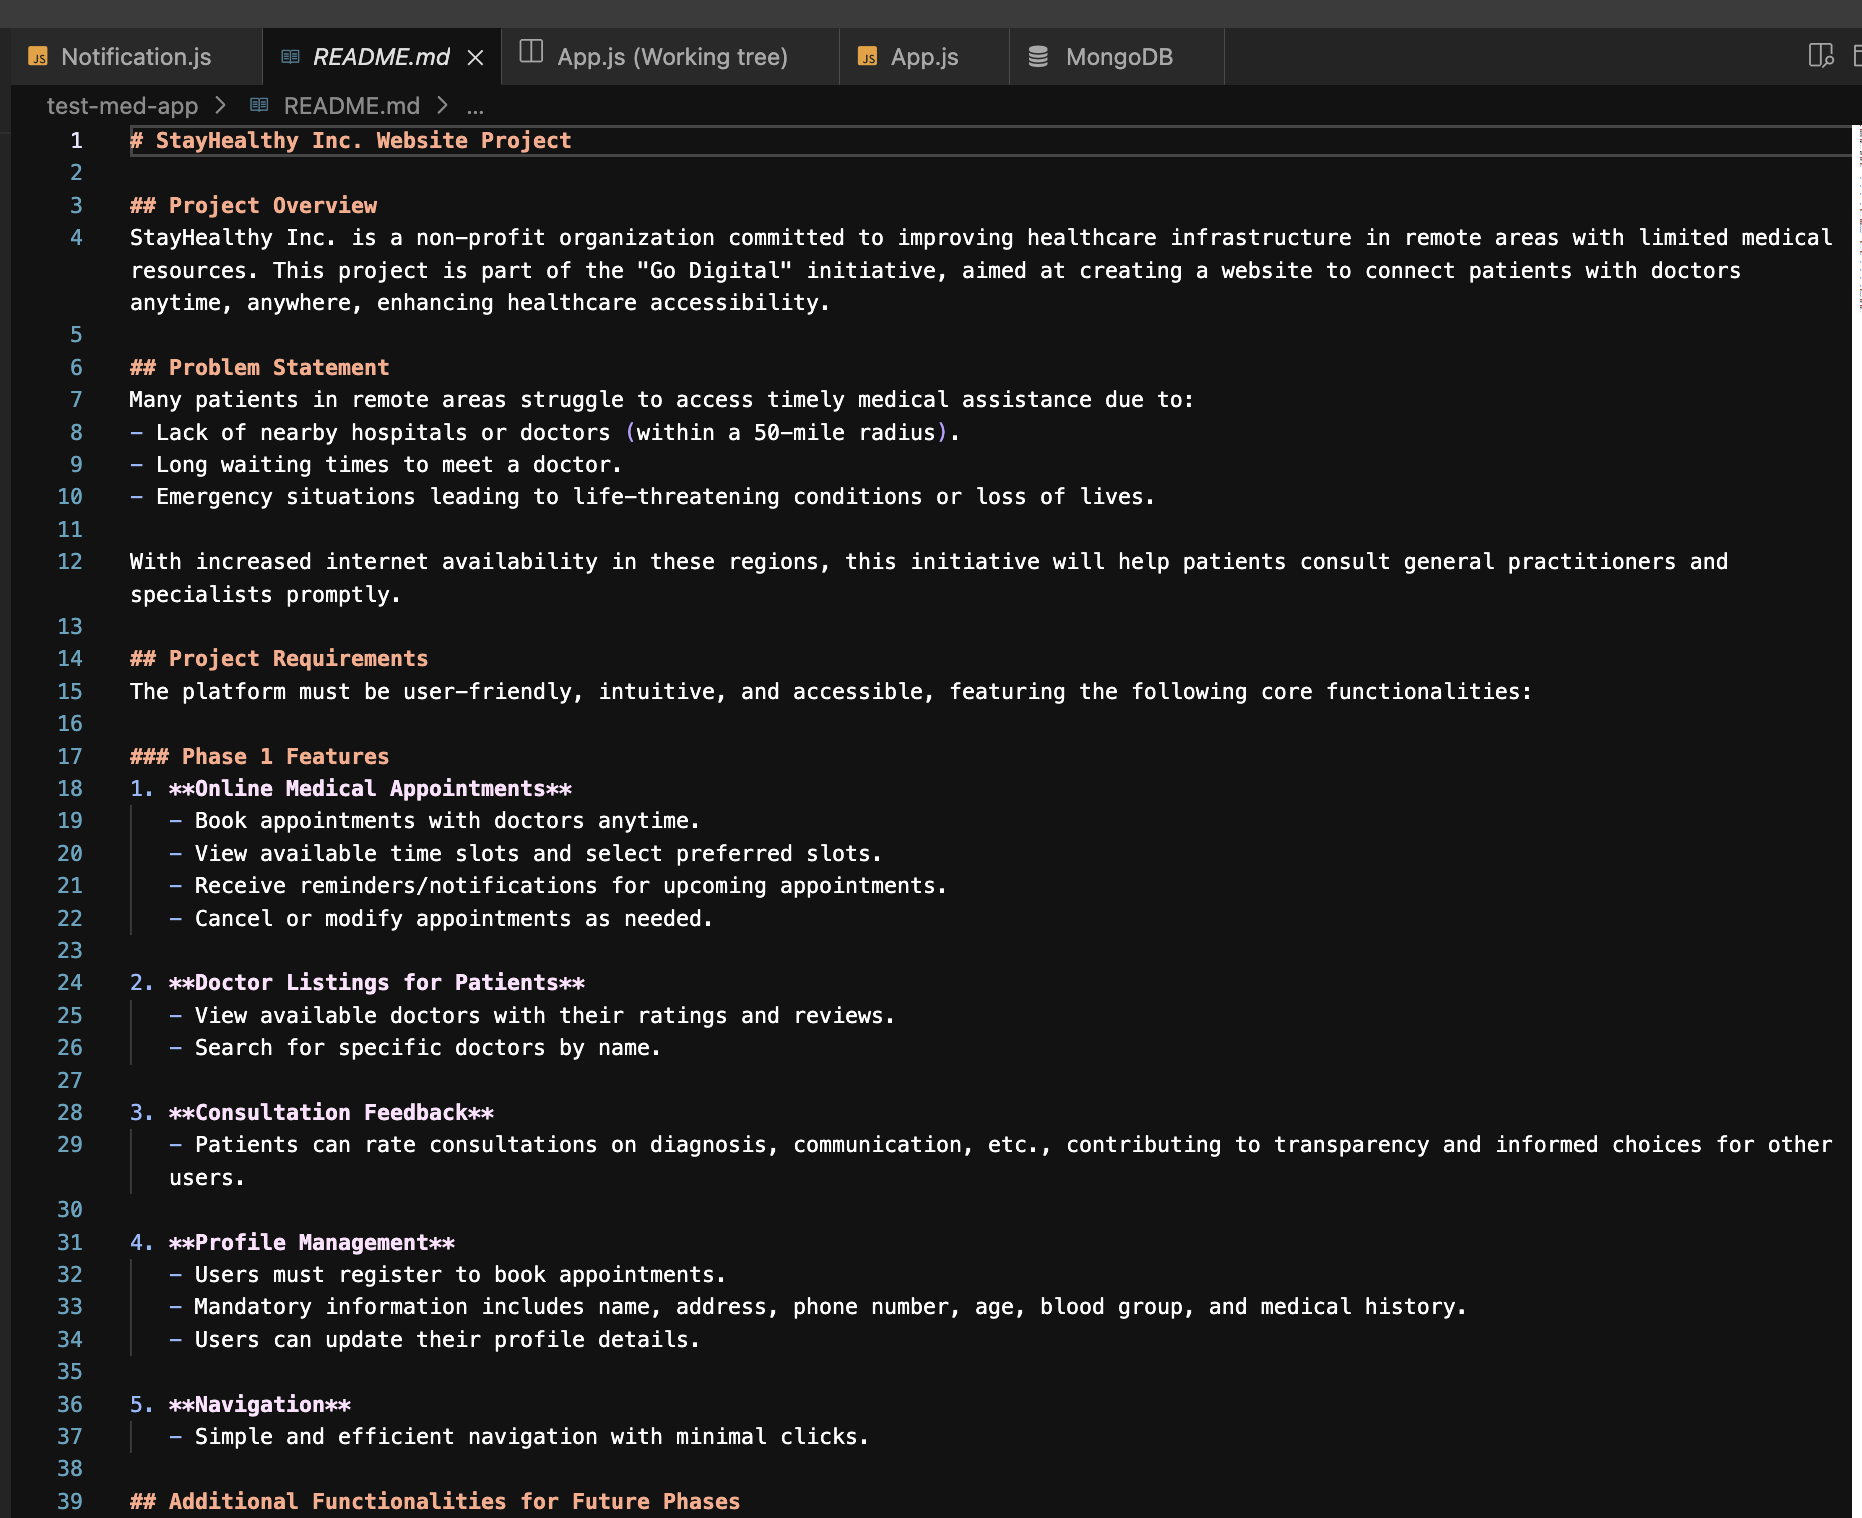 Notification.js
README.md
App.js (Working tree)
App.js
MongoDB
test-med-app > README.md > ...
1 # StayHealthy Inc. Website Project
2
3 ## Project Overview
4 StayHealthy Inc. is a non-profit organization committed to improving healthcare infrastructure in remote areas with limited medical
resources. This project is part of the "Go Digital" initiative, aimed at creating a website to connect patients with doctors
anytime, anywhere, enhancing healthcare accessibility.
5
6 ## Problem Statement
7 Many patients in remote areas struggle to access timely medical assistance due to:
8 - Lack of nearby hospitals or doctors (within a 50-mile radius).
9 - Long waiting times to meet a doctor.
10 - Emergency situations leading to life-threatening conditions or loss of lives.
11
12 With increased internet availability in these regions, this initiative will help patients consult general practitioners and
specialists promptly.
13
14 ## Project Requirements
15 The platform must be user-friendly, intuitive, and accessible, featuring the following core functionalities:
16
17 ### Phase 1 Features
18 1. **Online Medical Appointments**
19 - Book appointments with doctors anytime.
20 - View available time slots and select preferred slots.
21 - Receive reminders/notifications for upcoming appointments.
22 - Cancel or modify appointments as needed.
23
24 2. **Doctor Listings for Patients**
25 - View available doctors with their ratings and reviews.
26 - Search for specific doctors by name.
27
28 3. **Consultation Feedback**
29 - Patients can rate consultations on diagnosis, communication, etc., contributing to transparency and informed choices for other
users.
30
31 4. **Profile Management**
32 - Users must register to book appointments.
33 - Mandatory information includes name, address, phone number, age, blood group, and medical history.
34 - Users can update their profile details.
35
36 5. **Navigation**
37 - Simple and efficient navigation with minimal clicks.
38
39 ## Additional Functionalities for Future Phases